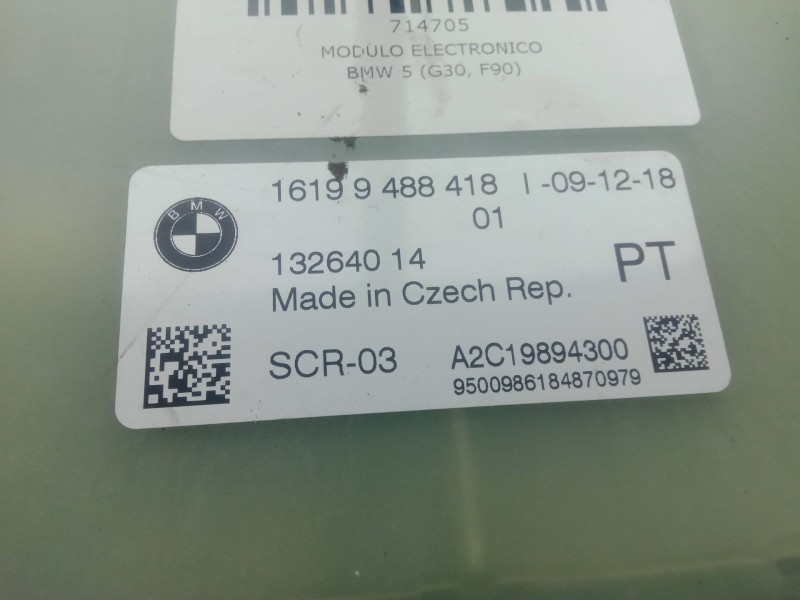 714705
MODULO ELECTRONICO
BMW 5 (G30, F90)
BMW
1619 9 488 418 I -09-12-18
01
132640 14
PT
Made in Czech Rep.
SCR-03 A2C19894300
9500986184870979